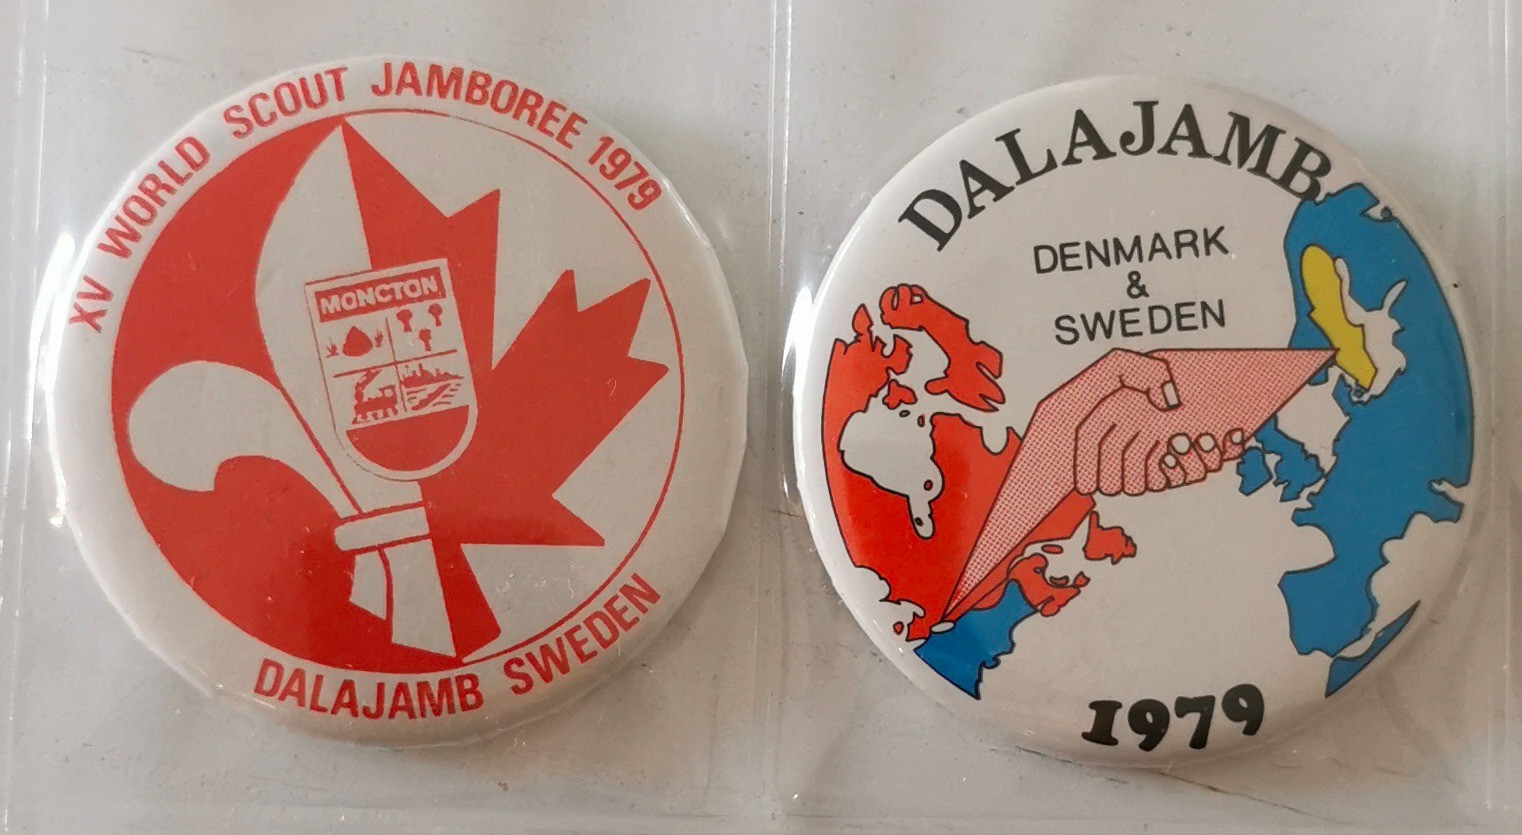 XV WORLD SCOUT JAMBOREE 1979
MONCTON
DALAJAMB SWEDEN
DALAJAMB
DENMARK
&
SWEDEN
1979